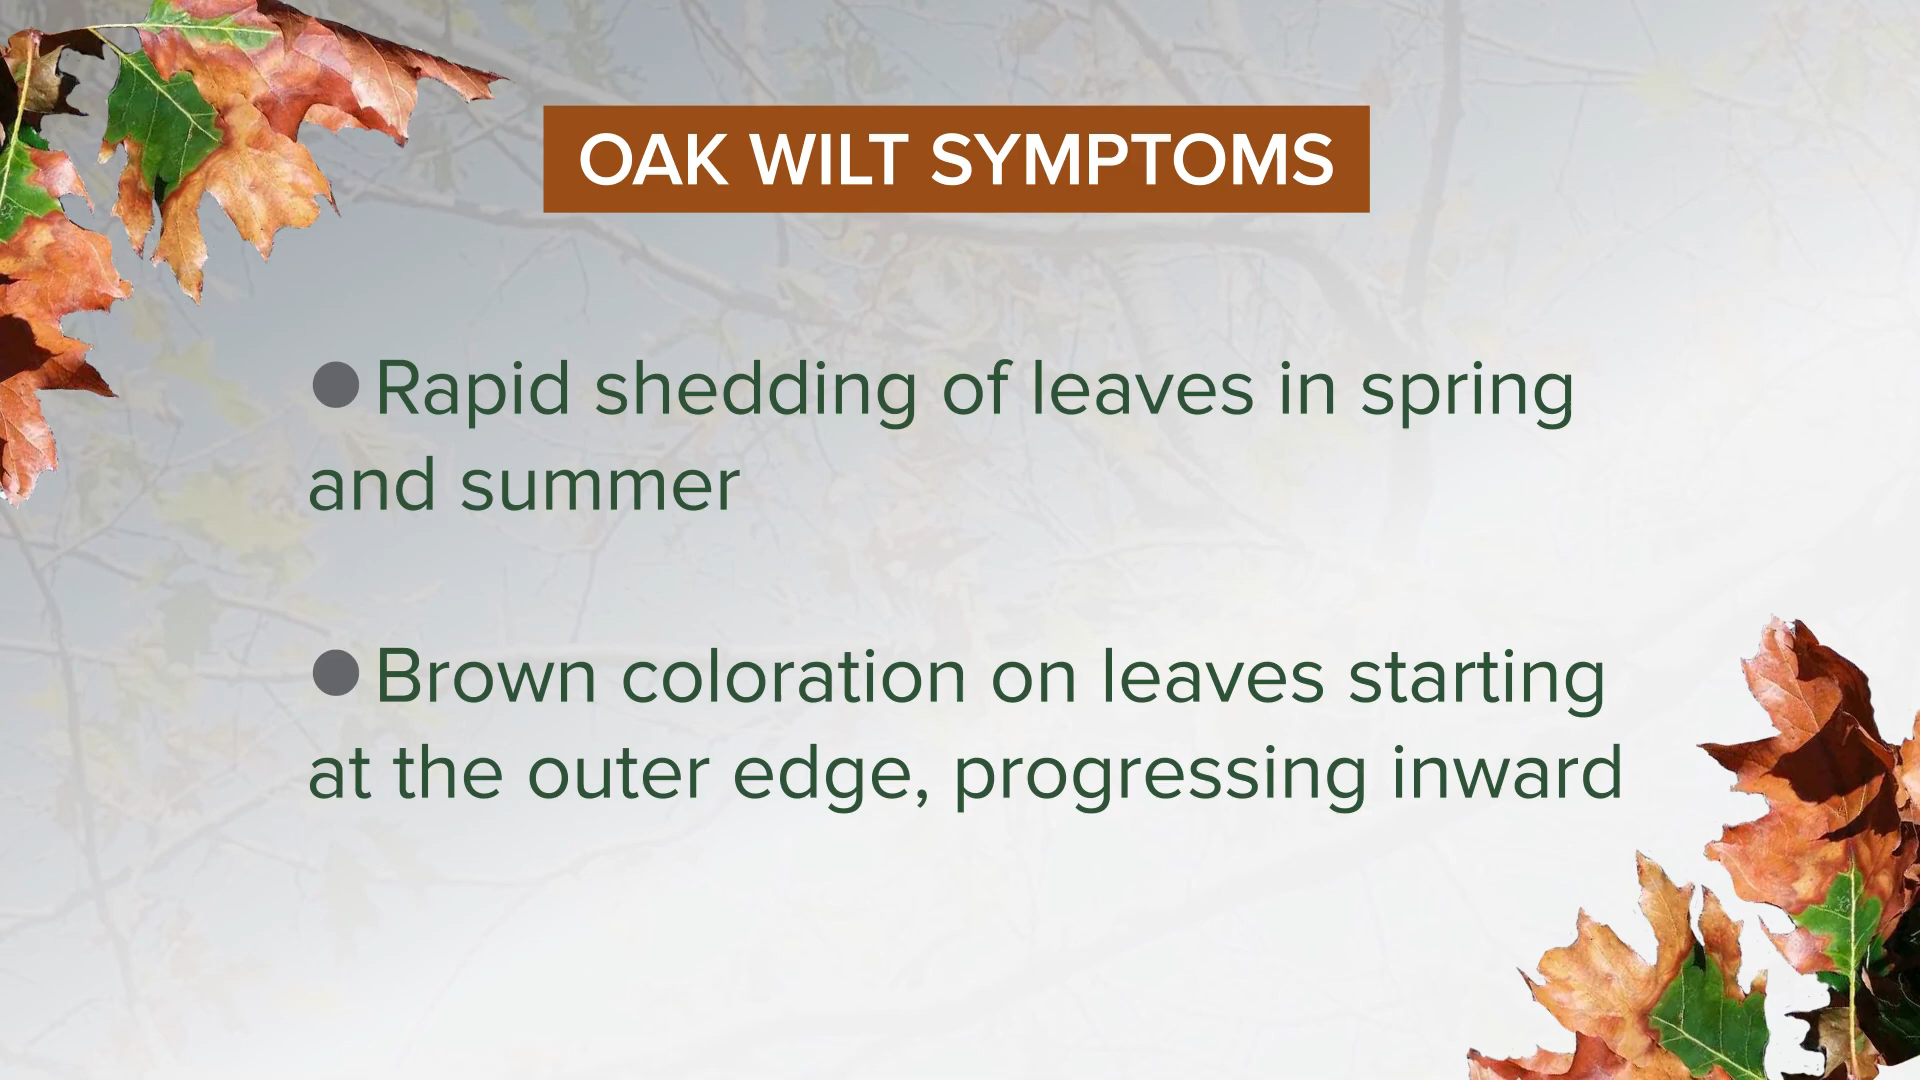 OAK WILT SYMPTOMS
● Rapid shedding of leaves in spring
and summer
● Brown coloration on leaves starting
at the outer edge, progressing inward